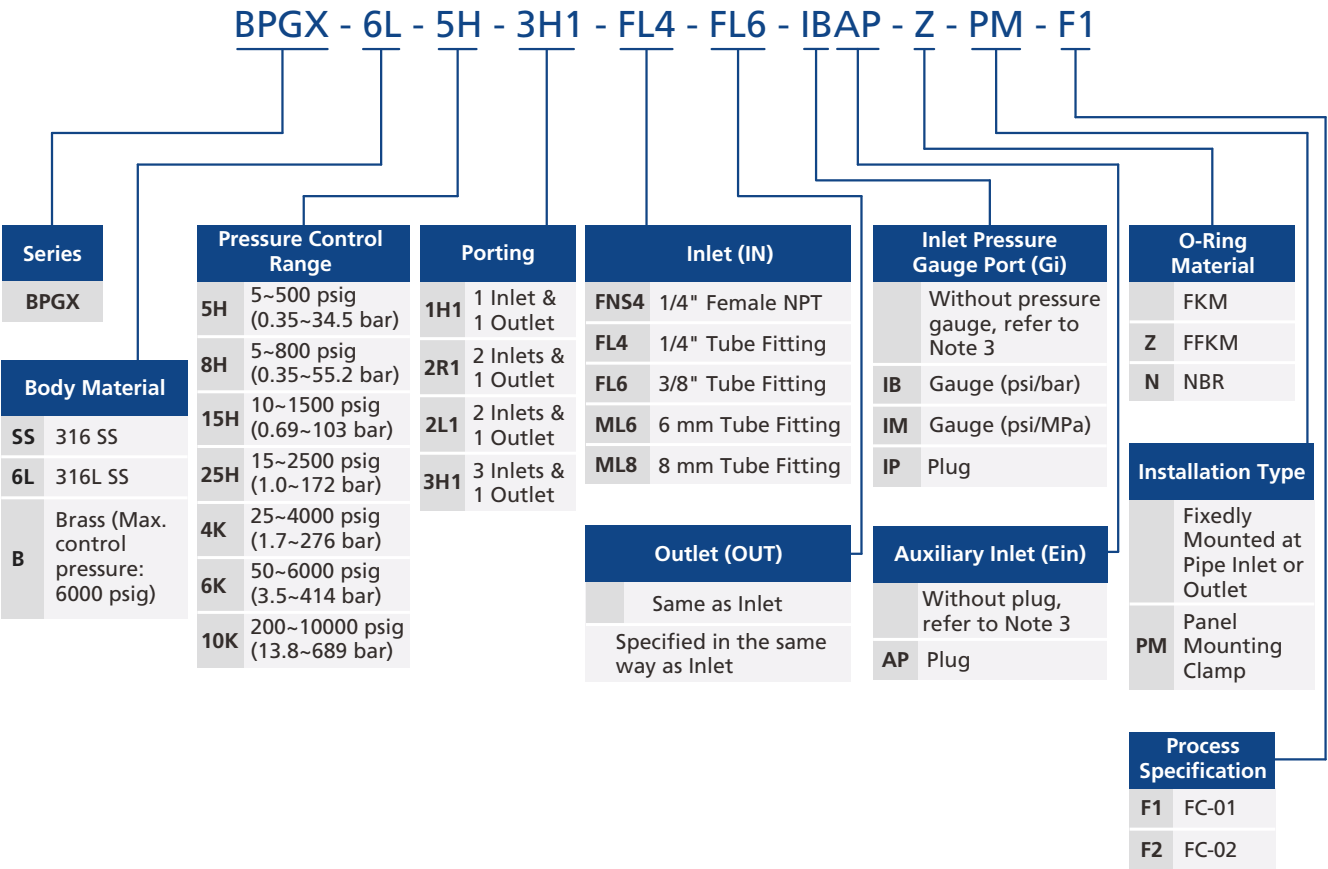 BPGX - 6L - 5H - 3H1 - FL4 - FL6 - IBAP - Z - PM - F1
Series
BPGX
Body Material
SS 316 SS
6L 316L SS
B Brass (Max.
control
pressure:
6000 psig)
Pressure Control
Range
5H 5~500 psig
(0.35~34.5 bar)
8H 5~800 psig
(0.35~55.2 bar)
15H 10~1500 psig
(0.69~103 bar)
25H 15~2500 psig
(1.0~172 bar)
4K 25~4000 psig
(1.7~276 bar)
6K 50~6000 psig
(3.5~414 bar)
10K 200~10000 psig
(13.8~689 bar)
Porting
1H1 1 Inlet &
1 Outlet
2R1 2 Inlets &
1 Outlet
2L1 2 Inlets &
1 Outlet
3H1 3 Inlets &
1 Outlet
Inlet (IN)
FNS4 1/4" Female NPT
FL4 1/4" Tube Fitting
FL6 3/8" Tube Fitting
ML6 6 mm Tube Fitting
ML8 8 mm Tube Fitting
Outlet (OUT)
Same as Inlet
Specified in the same
way as Inlet
Inlet Pressure
Gauge Port (Gi)
Without pressure
gauge, refer to
Note 3
IB Gauge (psi/bar)
IM Gauge (psi/MPa)
IP Plug
Auxiliary Inlet (Ein)
Without plug,
refer to Note 3
AP Plug
O-Ring
Material
FKM
Z FFKM
N NBR
Installation Type
Fixedly
Mounted at
Pipe Inlet or
Outlet
PM Panel
Mounting
Clamp
Process
Specification
F1 FC-01
F2 FC-02